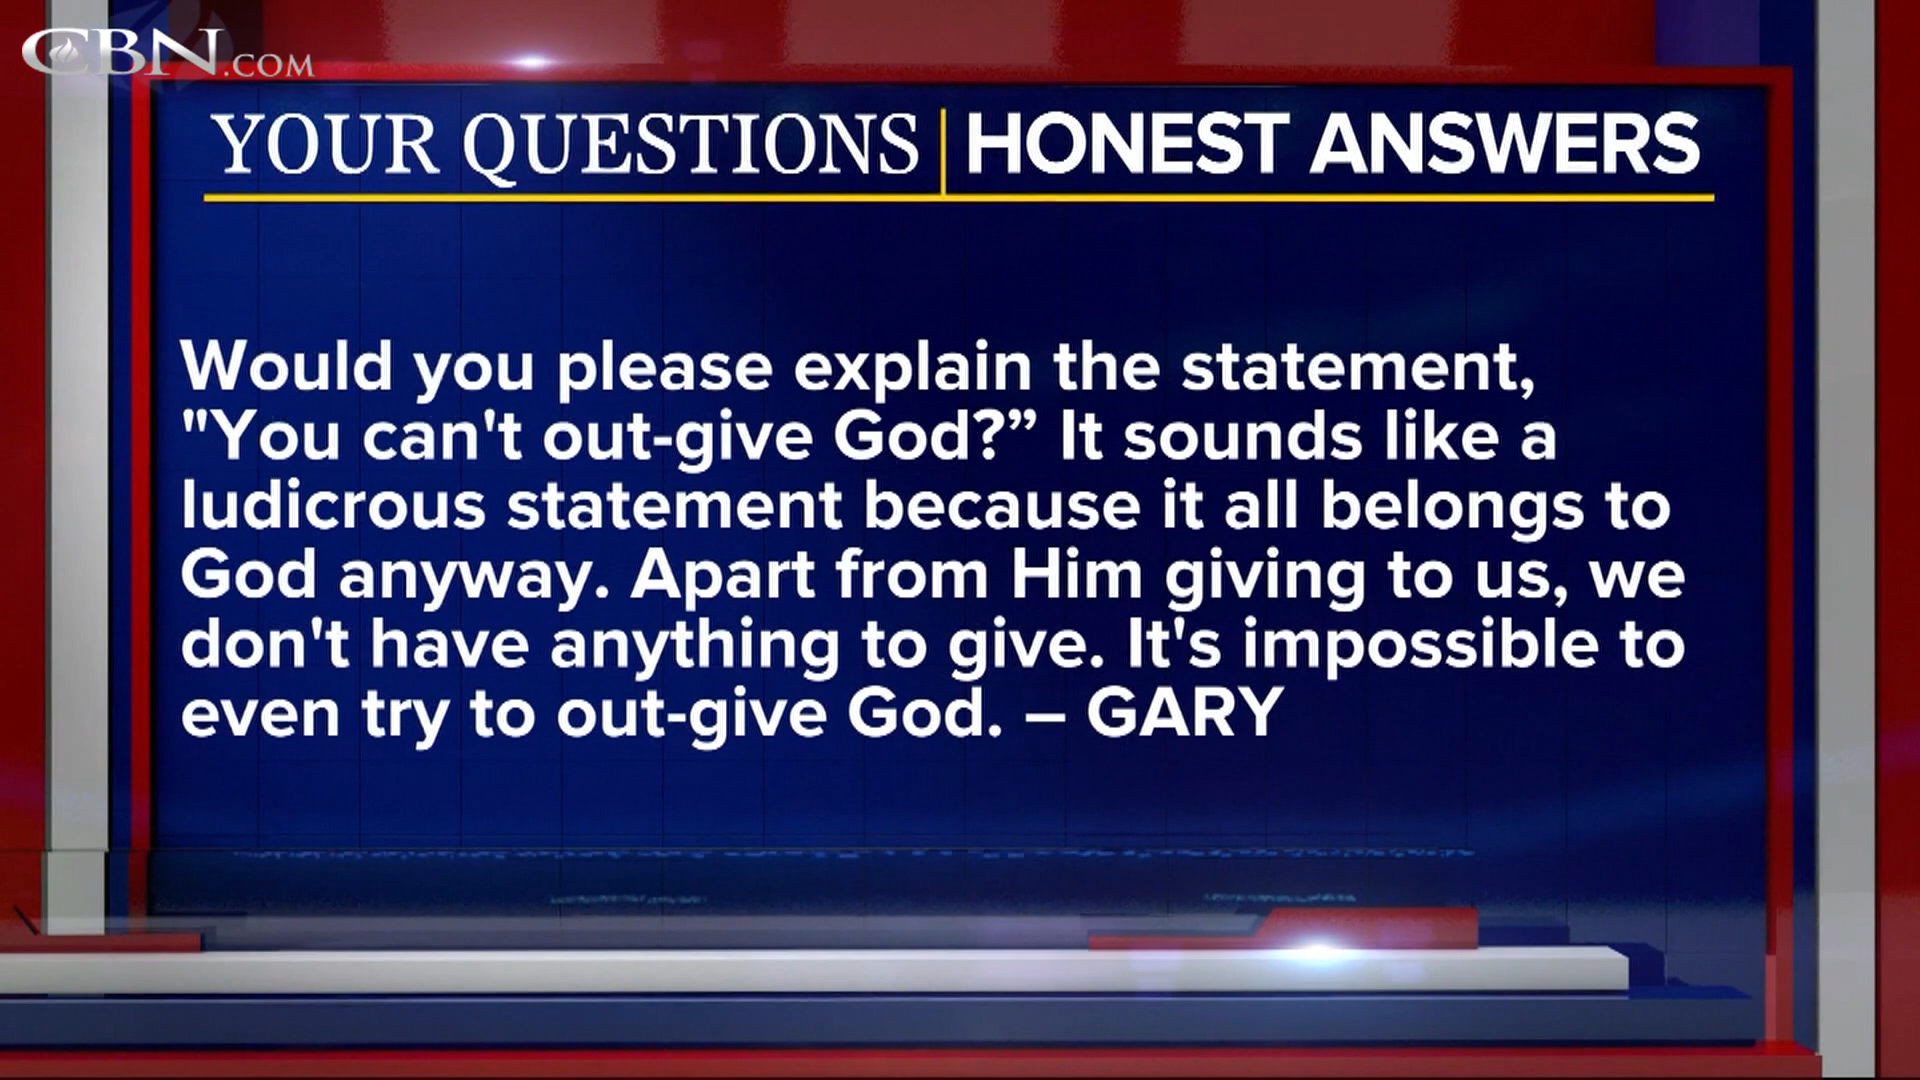 CBN.COM
YOUR QUESTIONS | HONEST ANSWERS
Would you please explain the statement,
"You can't out-give God?” It sounds like a
ludicrous statement because it all belongs to
God anyway. Apart from Him giving to us, we
don't have anything to give. It's impossible to
even try to out-give God. – GARY